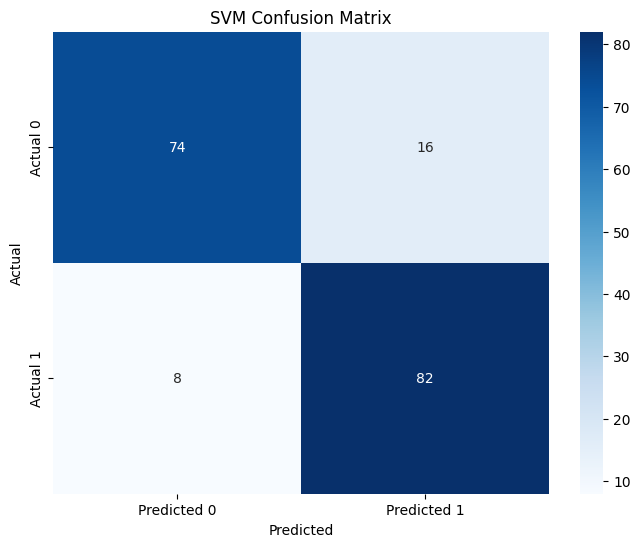 SVM Confusion Matrix
Actual
Actual 0
Actual 1
74
16
8
82
Predicted 0
Predicted 1
Predicted
80
70
60
50
40
30
20
10